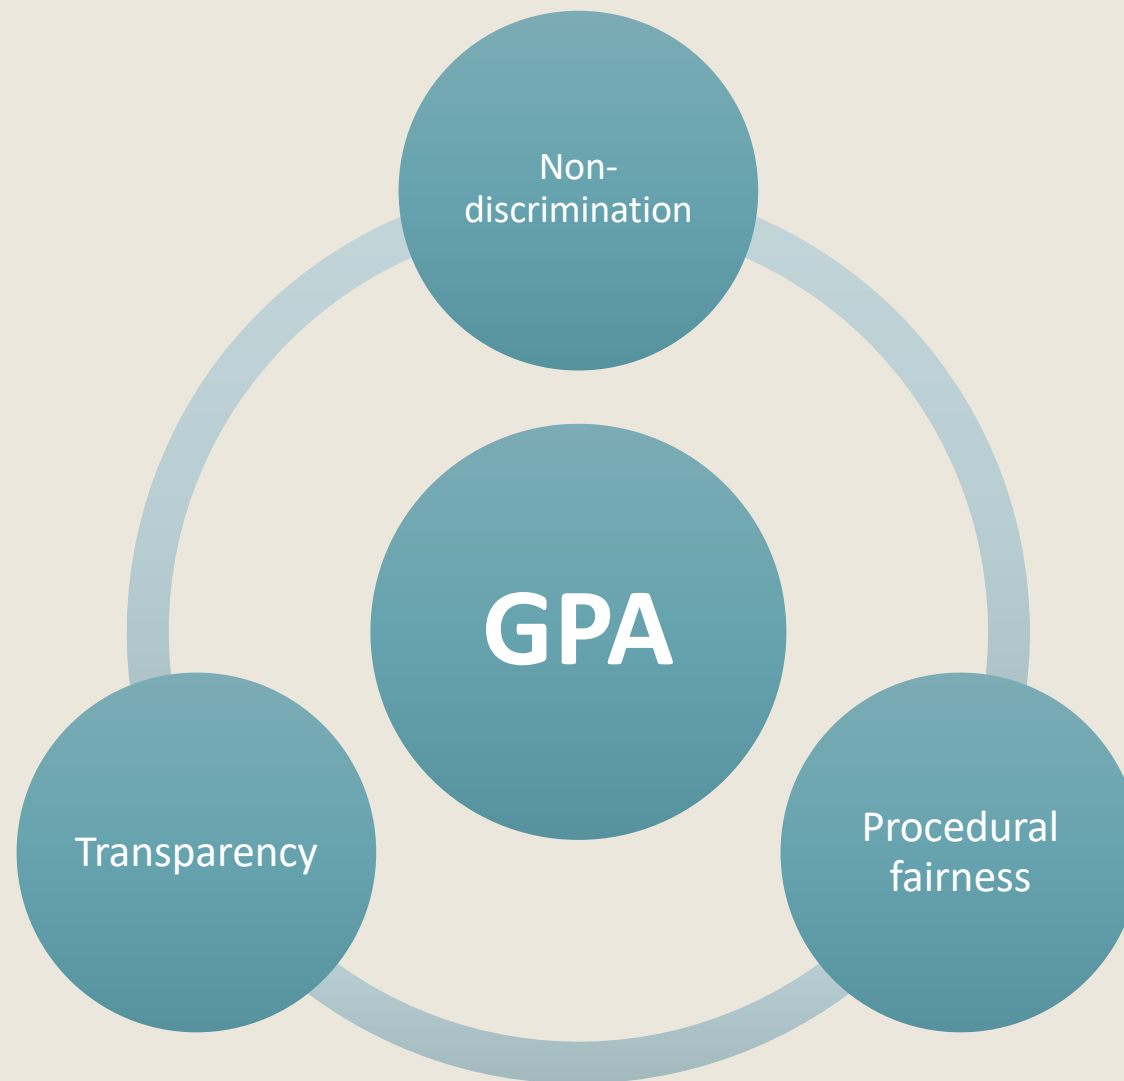 Non-
discrimination
GPA
Transparency
Procedural
fairness